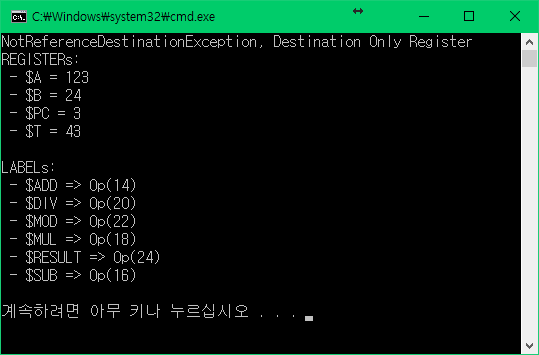 C:₩Windows₩system32₩cmd.exe
NotReferenceDestinationException, Destination Only Register
REGISTERs:
- $A = 123
- $B = 24
- $PC = 3
- $T = 43
LABELs:
- $ADD => Op(14)
- $DIV => Op(20)
- $MOD => Op(22)
- $MUL => Op(18)
- $RESULT => Op(24)
- $SUB => Op(16)
계속하려면 아무 키나 누르십시오 . . .